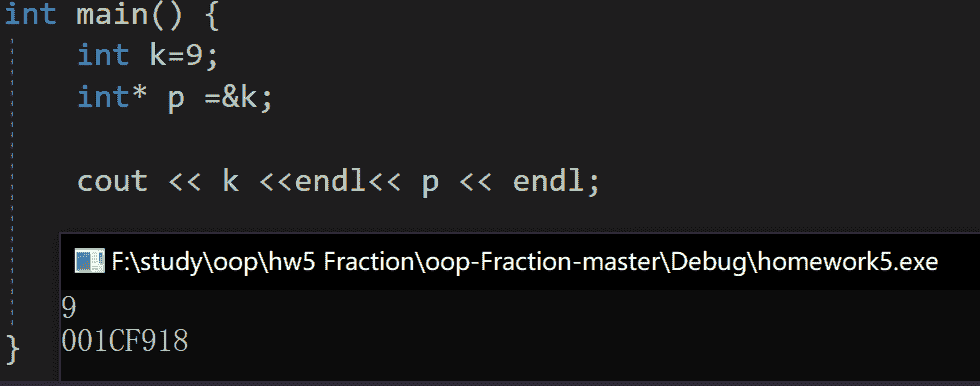 int main() {
int k=9;
int* p =&k;
cout << k <<endl<< p << endl;
F:\study\oop\hw5 Fraction\oop-Fraction-master\Debug\homework5.exe
9
001CF918
}